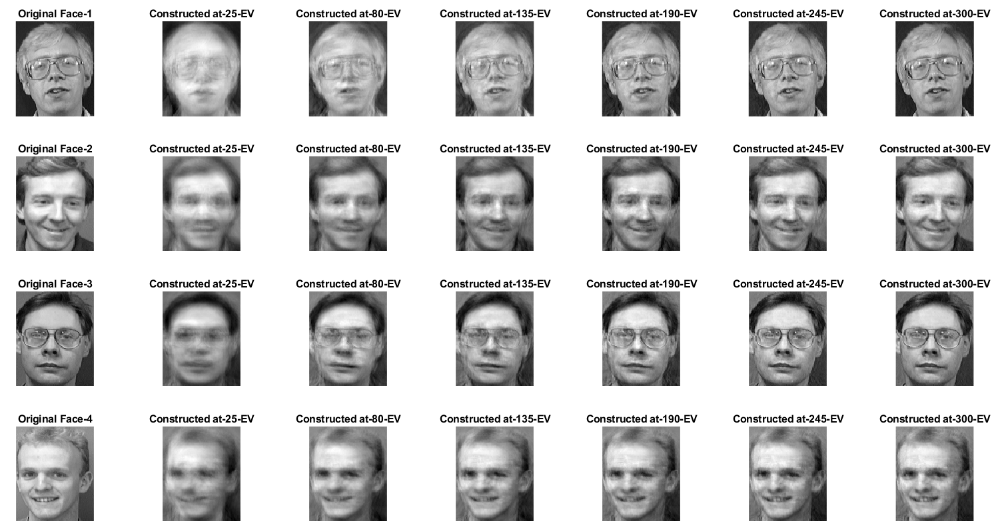 Original Face-1 Constructed at-25-EV Constructed at-80-EV Constructed at-135-EV Constructed at-190-EV Constructed at-245-EV Constructed at-300-EV
Original Face-2 Constructed at-25-EV Constructed at-80-EV Constructed at-135-EV Constructed at-190-EV Constructed at-245-EV Constructed at-300-EV
Original Face-3 Constructed at-25-EV Constructed at-80-EV Constructed at-135-EV Constructed at-190-EV Constructed at-245-EV Constructed at-300-EV
Original Face-4 Constructed at-25-EV Constructed at-80-EV Constructed at-135-EV Constructed at-190-EV Constructed at-245-EV Constructed at-300-EV